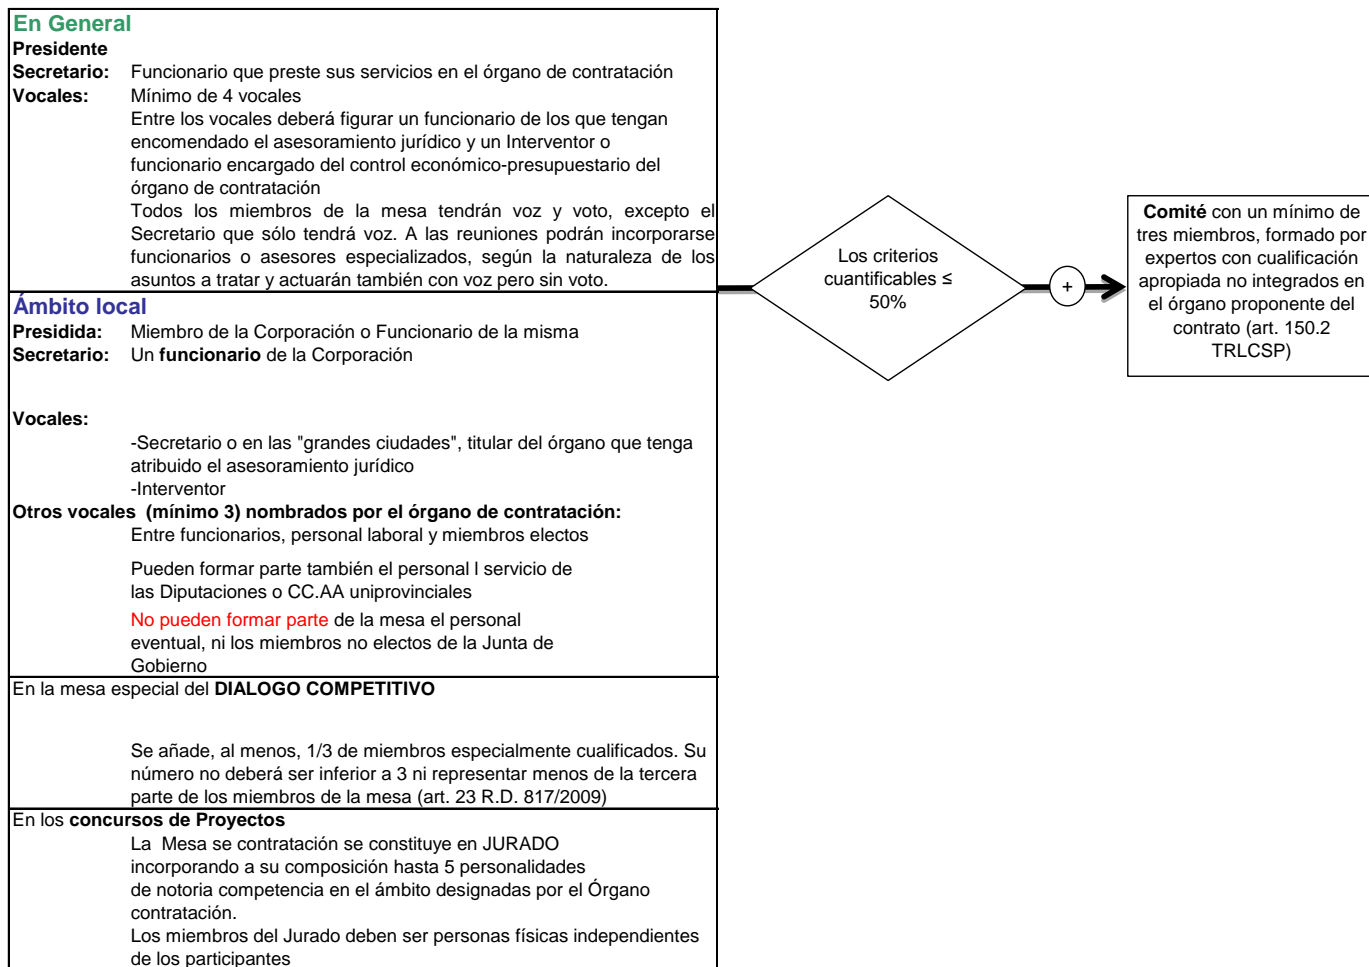 En General
Presidente
Secretario: Funcionario que preste sus servicios en el órgano de contratación
Vocales: Mínimo de 4 vocales
Entre los vocales deberá figurar un funcionario de los que tengan
encomendado el asesoramiento jurídico y un Interventor o
funcionario encargado del control económico-presupuestario del
órgano de contratación
Todos los miembros de la mesa tendrán voz y voto, excepto el
Secretario que sólo tendrá voz. A las reuniones podrán incorporarse
funcionarios o asesores especializados, según la naturaleza de los
asuntos a tratar y actuarán también con voz pero sin voto.
Ámbito local
Presidida: Miembro de la Corporación o Funcionario de la misma
Secretario: Un funcionario de la Corporación
Vocales:
-Secretario o en las "grandes ciudades", titular del órgano que tenga
atribuido el asesoramiento jurídico
-Interventor
Otros vocales (mínimo 3) nombrados por el órgano de contratación:
Entre funcionarios, personal laboral y miembros electos
Pueden formar parte también el personal l servicio de
las Diputaciones o CC.AA uniprovinciales
No pueden formar parte de la mesa el personal
eventual, ni los miembros no electos de la Junta de
Gobierno
En la mesa especial del DIALOGO COMPETITIVO
Se añade, al menos, 1/3 de miembros especialmente cualificados. Su
número no deberá ser inferior a 3 ni representar menos de la tercera
parte de los miembros de la mesa (art. 23 R.D. 817/2009)
En los concursos de Proyectos
La Mesa se contratación se constituye en JURADO
incorporando a su composición hasta 5 personalidades
de notoria competencia en el ámbito designadas por el Órgano
contratación.
Los miembros del Jurado deben ser personas físicas independientes
de los participantes
Los criterios
cuantificables ≤
50%
+
Comité con un mínimo de
tres miembros, formado por
expertos con cualificación
apropiada no integrados en
el órgano proponente del
contrato (art. 150.2
TRLCSP)